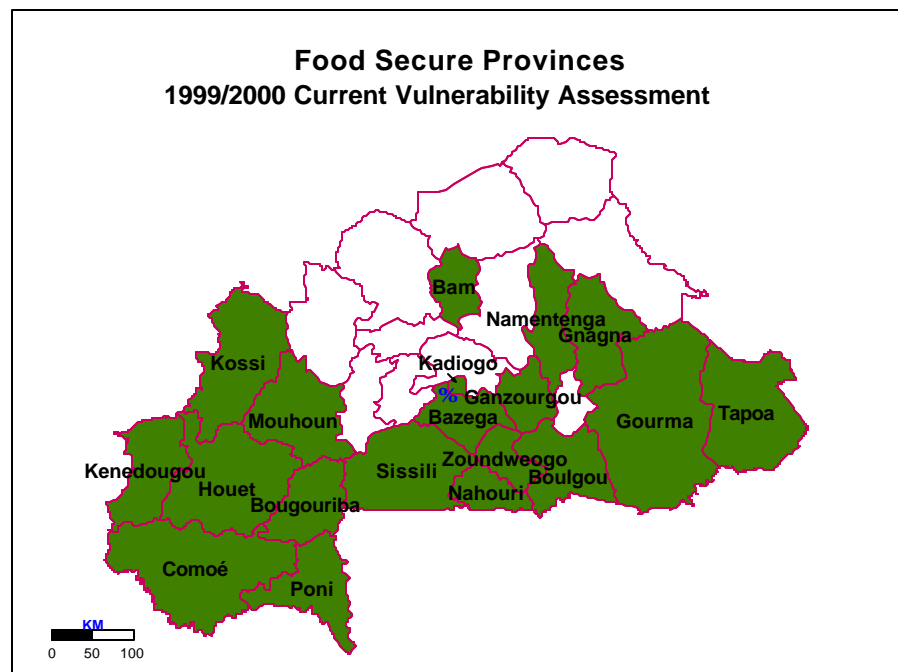 Food Secure Provinces
1999/2000 Current Vulnerability Assessment
Bam
Namentenga
Gnagna
Kossi
Kadiogo
%
Ganzourgou
Bazega
Mouhoun
Gourma
Tapoa
Zoundweogo
Kenedougou
Houet
Sissili
Boulgou
Nahouri
Bougouriba
Comoé
Poni
KM
0 50 100